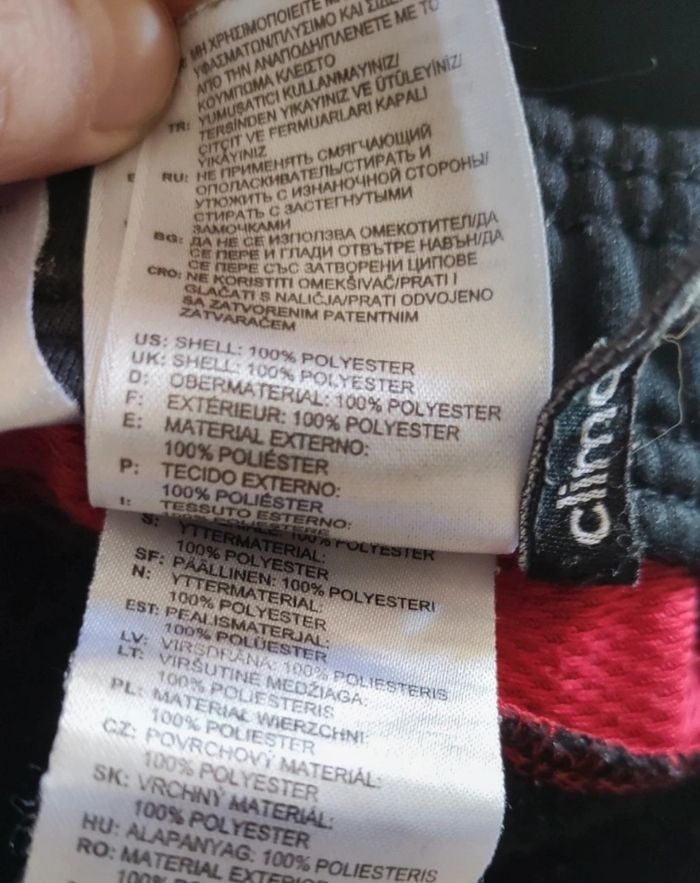 ΜΗ ΧΡΗΣΙΜΟΠΟΙΕΙΤΕ
ΥΦΑΣΜΑΤΩΝ/ΠΛΥΣΙΜΟ ΚΑΙ
ΑΠΟ ΤΗΝ ΑΝΑΠΟΔΗ/ΠΛΕΝΕΤΕ ΜΕ ΤΟ
ΚΟΥΜΠΩΜΑ ΚΛΕΙΣΤΟ
TR: YUMUŞATICI KULLANMAYINIZ/
TERSİNDEN YIKAYINIZ VE ÜTÜLEYİNİZ/
ÇITÇIT VE FERMUARLARI KAPALI
YIKAYINIZ
RU: НЕ ПРИМЕНЯТЬ СМЯГЧАЮЩИЙ
ОПОЛАСКИВАТЕЛЬ/СТИРАТЬ И
УТЮЖИТЬ С ИЗНАНОЧНОЙ СТОРОНЫ/
СТИРАТЬ С ЗАСТЕГНУТЫМИ
ЗАМОЧКАМИ
BG: ДА НЕ СЕ ИЗПОЛЗВА ОМЕКОТИТЕЛ/ДА
СЕ ПЕРЕ И ГЛАДИ ОТВЪТРЕ НАВЪН/ДА
СЕ ПЕРЕ СЪС ЗАТВОРЕНИ ЦИПОВЕ
CRO: NE KORISTITI OMEKŠIVAČ/PRATI I
GLAČATI S NALIČJA/PRATI ODVOJENO
SA ZATVORENIM PATENTNIM
ZATVARAČEM
US: SHELL: 100% POLYESTER
UK: SHELL: 100% POLYESTER
D: OBERMATERIAL: 100% POLYESTER
F: EXTÉRIEUR: 100% POLYESTER
E: MATERIAL EXTERNO:
100% POLIÉSTER
P: TECIDO EXTERNO:
100% POLIÉSTER
I: TESSUTO ESTERNO:
100% POLYESTER
S: YTTERMATERIAL:
100% POLYESTER
SF: PÄÄLLINEN: 100% POLYESTERI
N: YTTERMATERIAL:
100% POLYESTER
EST: PEALISMATERJAL:
100% POLÜESTER
LV: VIRSDRĀNA: 100% POLIESTERIS
LT: VIRŠUTINĖ MEDŽIAGA:
100% POLIESTERIS
PL: MATERIAŁ WIERZCHNI:
100% POLIESTER
CZ: POVRCHOVÝ MATERIÁL:
100% POLYESTER
SK: VRCHNÝ MATERIÁL:
100% POLYESTER
HU: ALAPANYAG: 100% POLIESTER
RO: MATERIAL EXTERIOR:
100% POLIESTER
clima